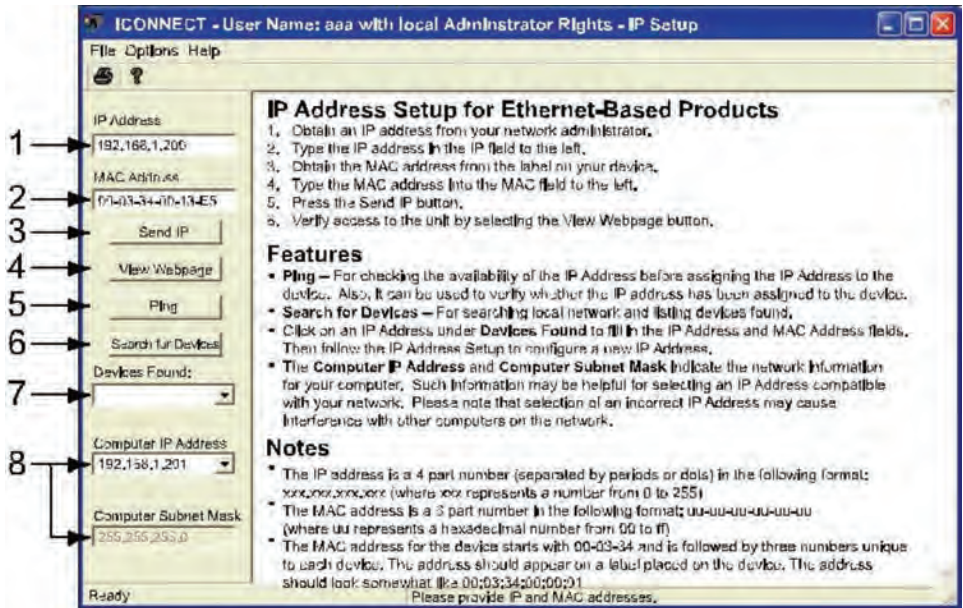 ICONNECT - User Name: aaa with local Adminstrator Rights - IP Setup
File Options Help
IP Address
1
192.168.1.200
MAC Address
2
00-03-34-00-13-E5
3
Send IP
4
View Webpage
5
Ping
6
Search for Devices
Devices Found:
7
Computer IP Address
8
192.168.1.201
Computer Subnet Mask
255.255.255.0
IP Address Setup for Ethernet-Based Products
1. Obtain an IP address from your network administrator.
2. Type the IP address in the IP field to the left.
3. Obtain the MAC address from the label on your device.
4. Type the MAC address into the MAC field to the left.
5. Press the Send IP button.
6. Verify access to the unit by selecting the View Webpage button.
Features
• Ping – For checking the availability of the IP Address before assigning the IP Address to the
device. Also, it can be used to verify whether the IP address has been assigned to the device.
• Search for Devices – For searching local network and listing devices found.
• Click on an IP Address under Devices Found to fill in the IP Address and MAC Address fields.
Then follow the IP Address Setup to configure a new IP Address.
• The Computer IP Address and Computer Subnet Mask indicate the network information
for your computer. Such information may be helpful for selecting an IP Address compatible
with your network. Please note that selection of an incorrect IP Address may cause
interference with other computers on the network.
Notes
• The IP address is a 4 part number (separated by periods or dots) in the following format:
xxx.xxx.xxx.xxx (where xxx represents a number from 0 to 255)
• The MAC address is a 6 part number in the following format: uu-uu-uu-uu-uu-uu
(where uu represents a hexadecimal number from 00 to ff)
• The MAC address for the device starts with 00-03-34 and is followed by three numbers unique
to each device. The address should appear on a label placed on the device. The address
should look somewhat like 00:03:34:00:00:01
Ready
Please provide IP and MAC addresses.